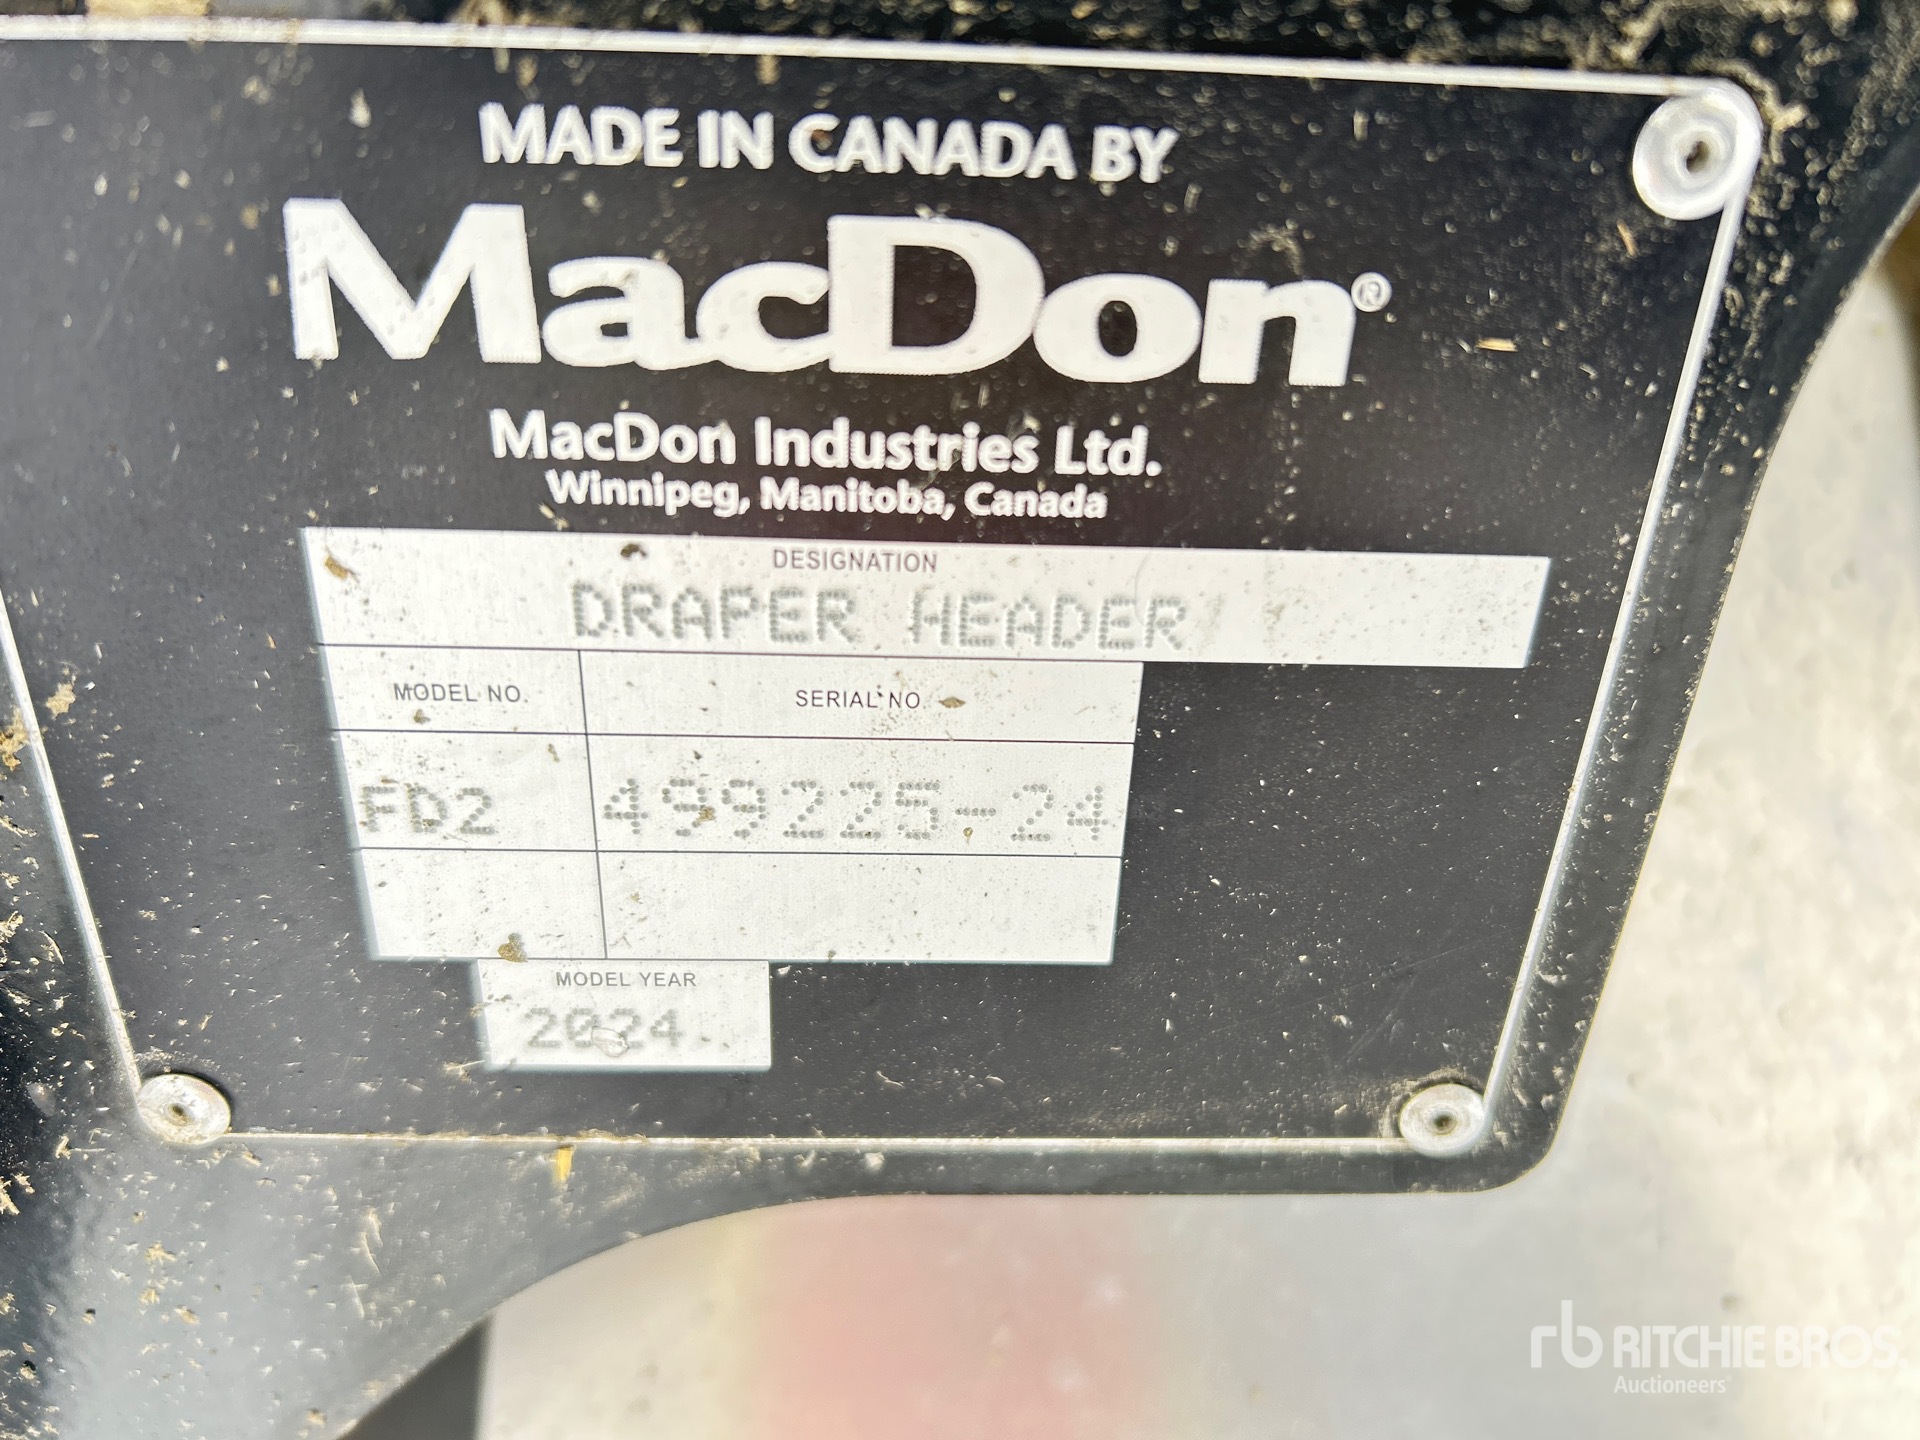 MADE IN CANADA BY
MacDon®
MacDon Industries Ltd.
Winnipeg, Manitoba, Canada
DESIGNATION
DRAPER HEADER
MODEL NO. SERIAL NO.
FD2 499225-24
MODEL YEAR
2024
rb RITCHIE BROS.
Auctioneers